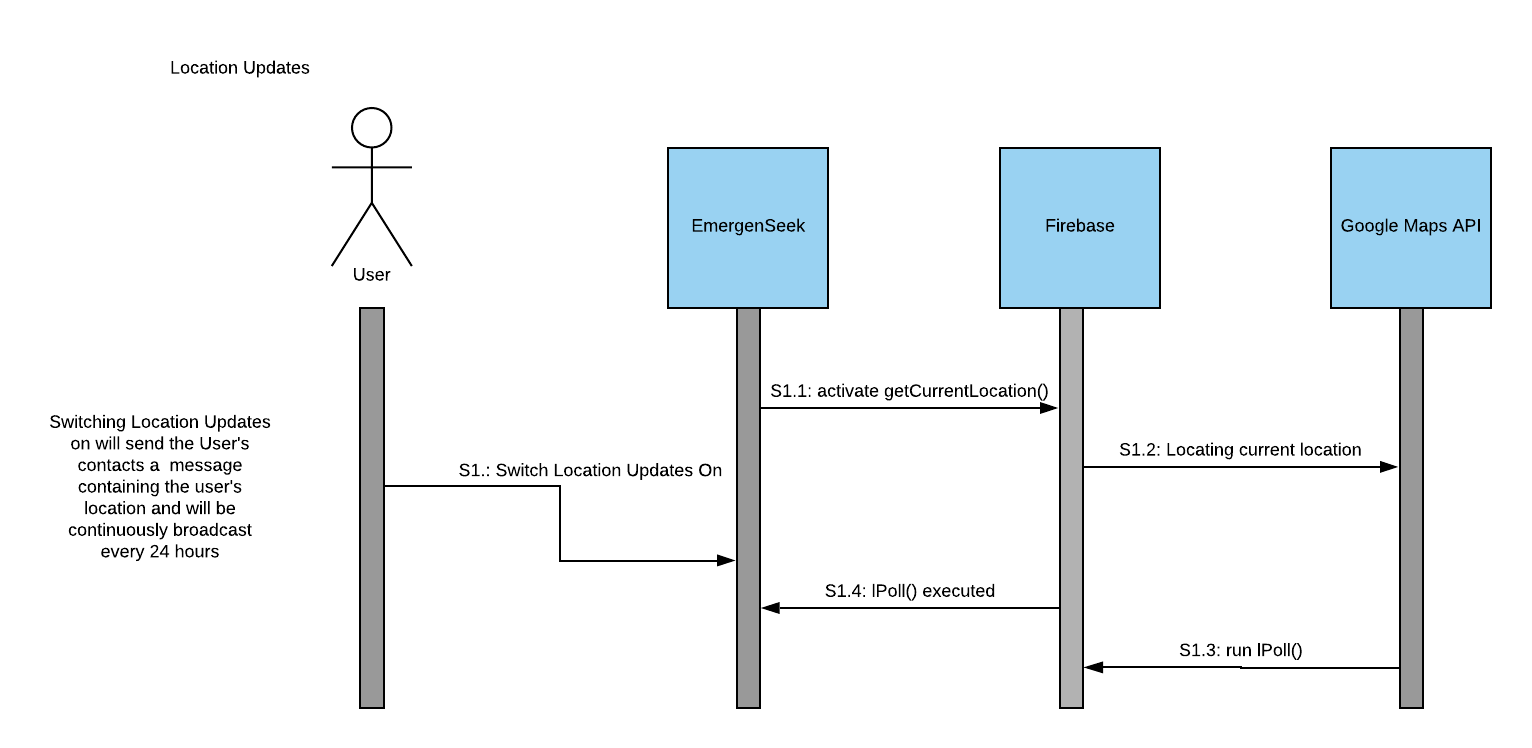 Location Updates
User
EmergenSeek
Firebase
Google Maps API
S1.1: activate getCurrentLocation()
S1.2: Locating current location
S1.: Switch Location Updates On
Switching Location Updates
on will send the User's
contacts a  message
containing the user's
location and will be
continuously broadcast
every 24 hours
S1.4: lPoll() executed
S1.3: run lPoll()